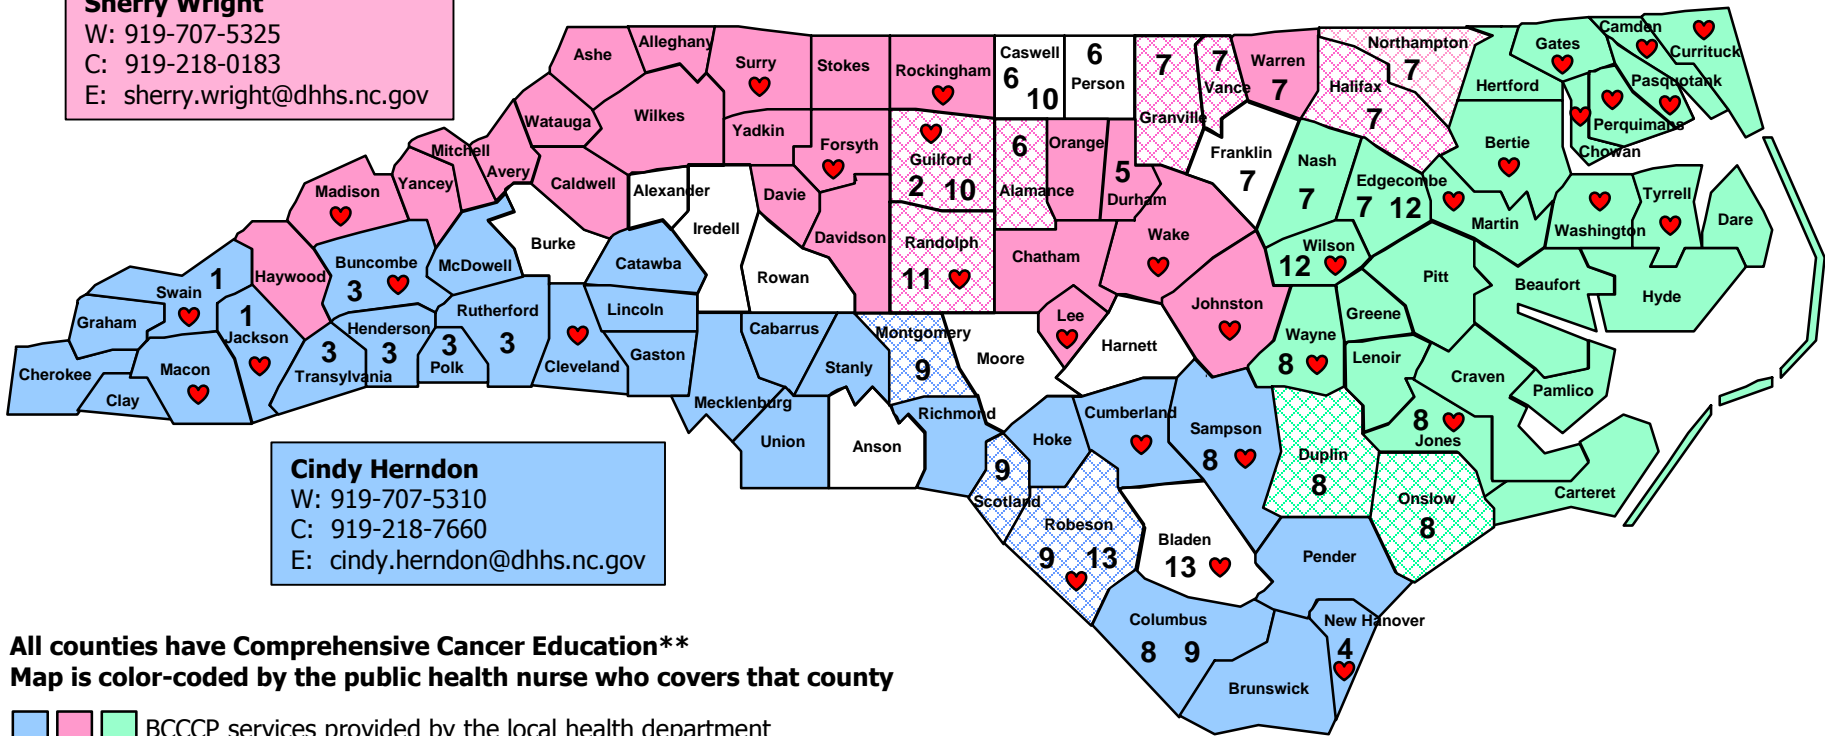 Sherry Wright
W: 919-707-5325
C: 919-218-0183
E: sherry.wright@dhhs.nc.gov
Ashe
Alleghany
Surry
Stokes
Rockingham
Caswell
6
10
6
Person
7
Granville
7
Vance
Warren
7
Northampton
7
Halifax
7
Hertford
Gates
Camden
Currituck
Pasquotank
Perquimans
Chowan
Bertie
Watauga
Wilkes
Yadkin
Forsyth
Guilford
2 10
6
Alamance
Orange
5
Durham
Franklin
7
Nash
7
Edgecombe
7 12
Martin
Washington
Tyrrell
Dare
Mitchell
Avery
Yancey
Madison
Caldwell
Alexander
Davie
Iredell
Davidson
Randolph
11
Chatham
Wake
Wilson
12
Pitt
Beaufort
Hyde
Haywood
Buncombe
3
McDowell
Burke
Catawba
Rowan
Lee
Johnston
Greene
Wayne
8
Lenoir
Craven
Pamlico
Swain 1
Graham
1
Jackson
Cherokee
Clay
Macon
3
Transylvania
Henderson
3
3
Polk
Rutherford
3
Cleveland
Lincoln
Gaston
Cabarrus
Stanly
Mecklenburg
Union
Anson
Montgomery
9
Moore
Harnett
Richmond
Hoke
Cumberland
Sampson
8
Duplin
8
8
Jones
Onslow
8
Carteret
9
Scotland
Robeson
9 13
Bladen
13
Pender
Columbus
8 9
Brunswick
New Hanover
4
Cindy Herndon
W: 919-707-5310
C: 919-218-7660
E: cindy.herndon@dhhs.nc.gov
All counties have Comprehensive Cancer Education**
Map is color-coded by the public health nurse who covers that county
BCCCP services provided by the local health department